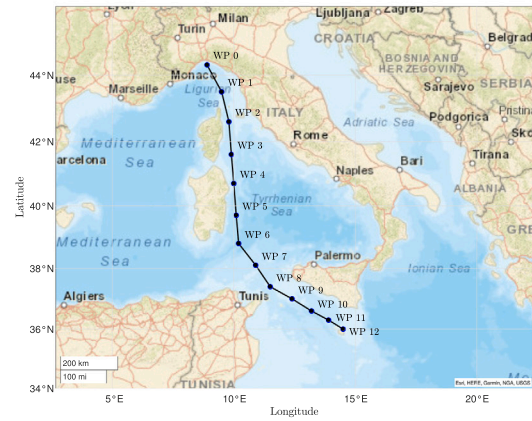 Lyon
Milan
Turin
Ljubljana
Zagreb
CROATIA
Belgrad
BOSNIA AND
HERZEGOVINA
SERBIA
Sarajevo
WP 0
44°N
use
Monaco
Marseille
Ligurian
Sea
WP 1
WP 2
ITALY
Adriatic Sea
Podgorica
Pristina
Sko
42°N
Mediterranean
Sea
arcelona
WP 3
Rome
Tirana
Bari
Naples
ALBANIA
WP 4
40°N
WP 5
Tyrrhenian
Sea
GRE
Mediterranean
Sea
WP 6
WP 7
Palermo
Ionian Sea
38°N
WP 8
Algiers
Tunis
WP 9
WP 10
WP 11
WP 12
36°N
200 km
100 mi
TUNISIA
Esri, HERE, Garmin, NGA, USGS
34°N
5°E
10°E
15°E
20°E
Latitude
Longitude